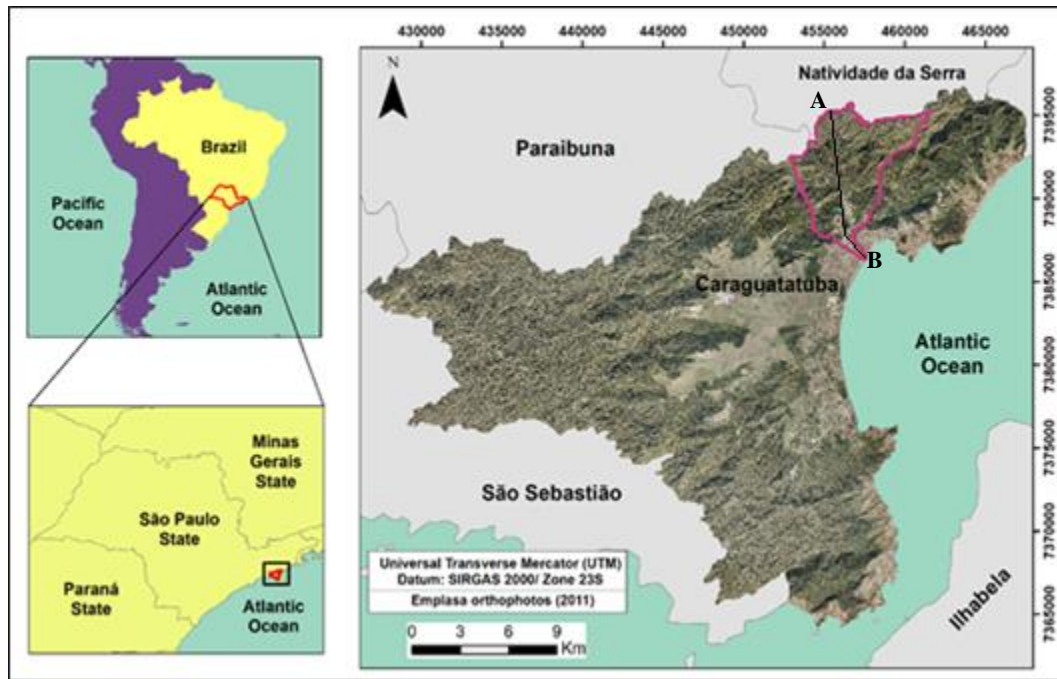 Brazil
Pacific
Ocean
Atlantic
Ocean
Minas
Gerais
State
São Paulo
State
Paraná
State
Atlantic
Ocean
430000 435000 440000 445000 450000 455000 460000 465000
N
Natividade da Serra
A
Paraibuna
B
Caraguatatuba
Atlantic
Ocean
São Sebastião
Ilhabela
7395000
7390000
7385000
7380000
7375000
7370000
7365000
Universal Transverse Mercator (UTM)
Datum: SIRGAS 2000/ Zone 23S
Emplasa orthophotos (2011)
0 3 6 9
Km